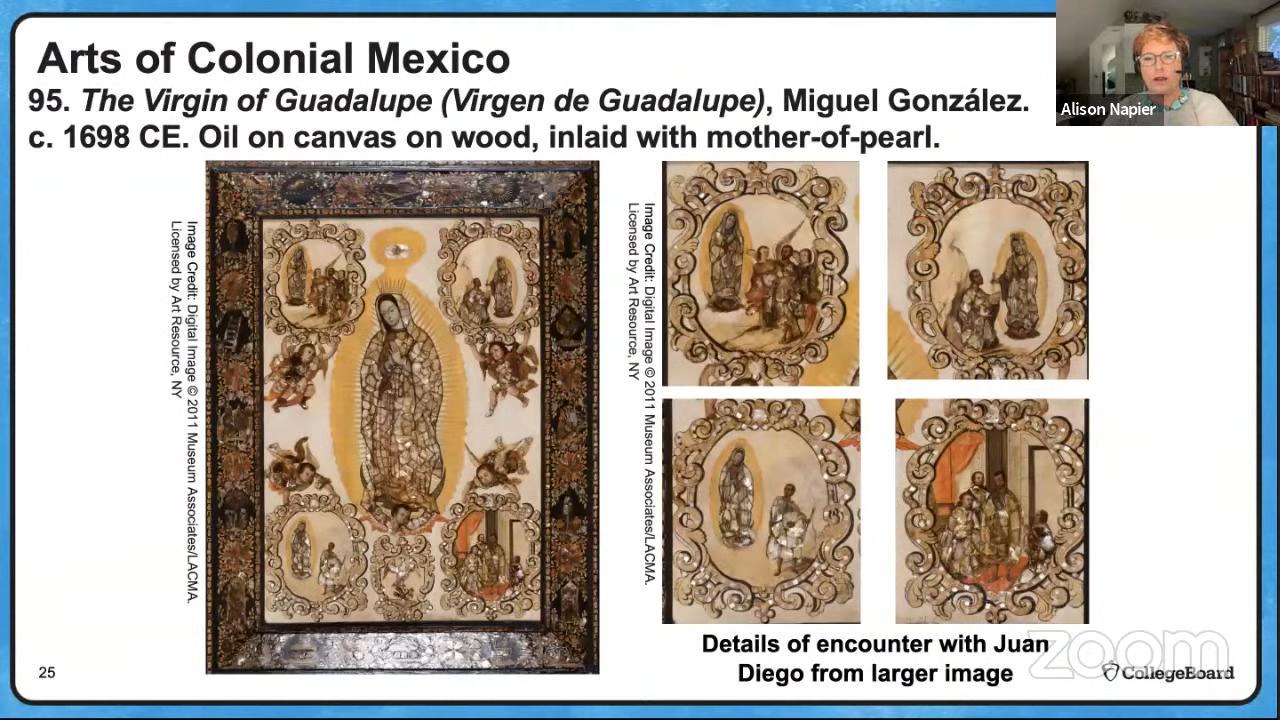 Arts of Colonial Mexico
95. The Virgin of Guadalupe (Virgen de Guadalupe), Miguel González.
c. 1698 CE. Oil on canvas on wood, inlaid with mother-of-pearl.
Alison Napier
Image Credit: Digital Image © 2011 Museum Associates/LACMA.
Licensed by Art Resource, NY
Image Credit: Digital Image © 2011 Museum Associates/LACMA.
Licensed by Art Resource, NY
Details of encounter with Juan
Diego from larger image
zoom
25
CollegeBoard